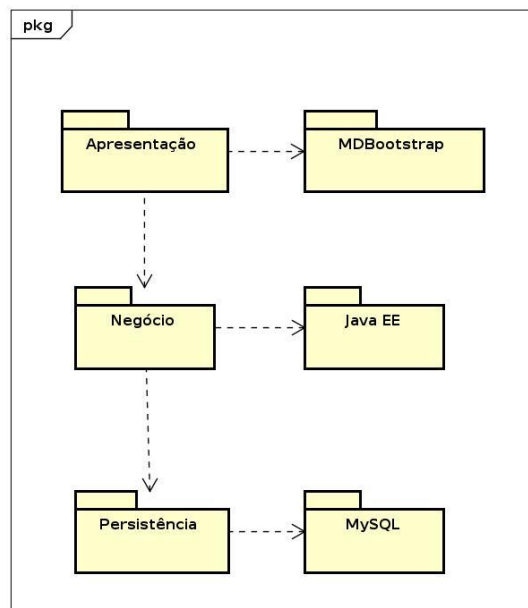 pkg
Apresentação
MDBootstrap
Negócio
Java EE
Persistência
MySQL